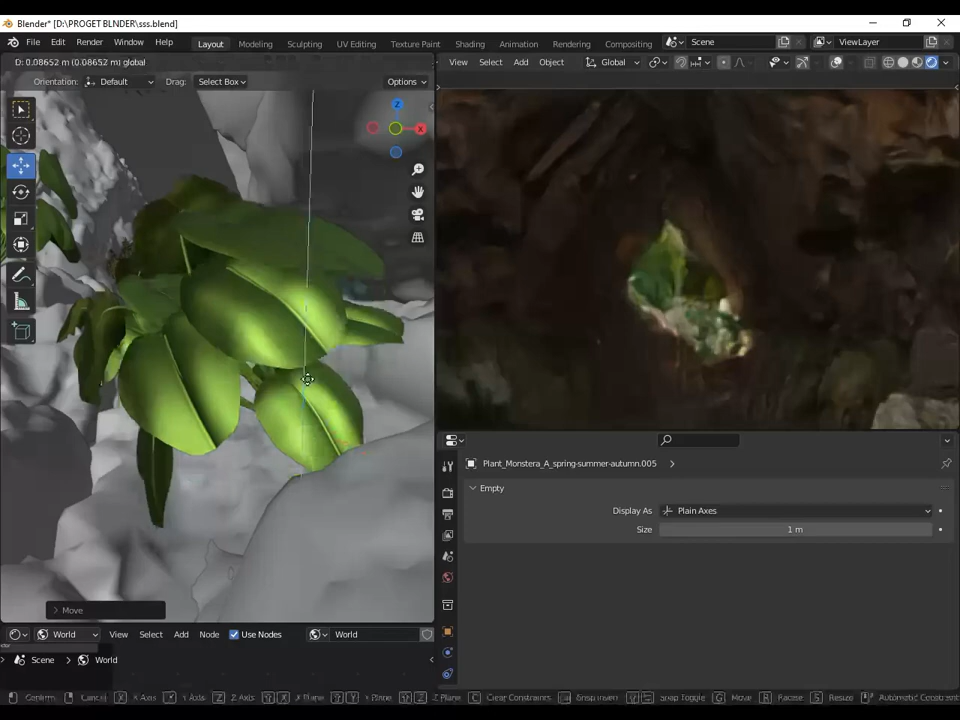 Blender* [D:\PROGET BLNDER\sss.blend]
File Edit Render Window Help Layout Modeling Sculpting UV Editing Texture Paint Shading Animation Rendering Compositing Scene ViewLayer
D: 0.08652 m (0.08652 m) global View Select Add Object Global
Orientation: Default Drag: Select Box Options
Z
X
Plant_Monstera_A_spring-summer-autumn.005
Empty
Display As Plain Axes
Size 1 m
Move
World View Select Add Node Use Nodes World
Scene World
Confirm Cancel X X Axis Y Y Axis Z Z Axis X Plane Y Plane Z Plane C Clear Constraints Snap Invert Snap Toggle G Move R Rotate S Resize Automatic Constraint